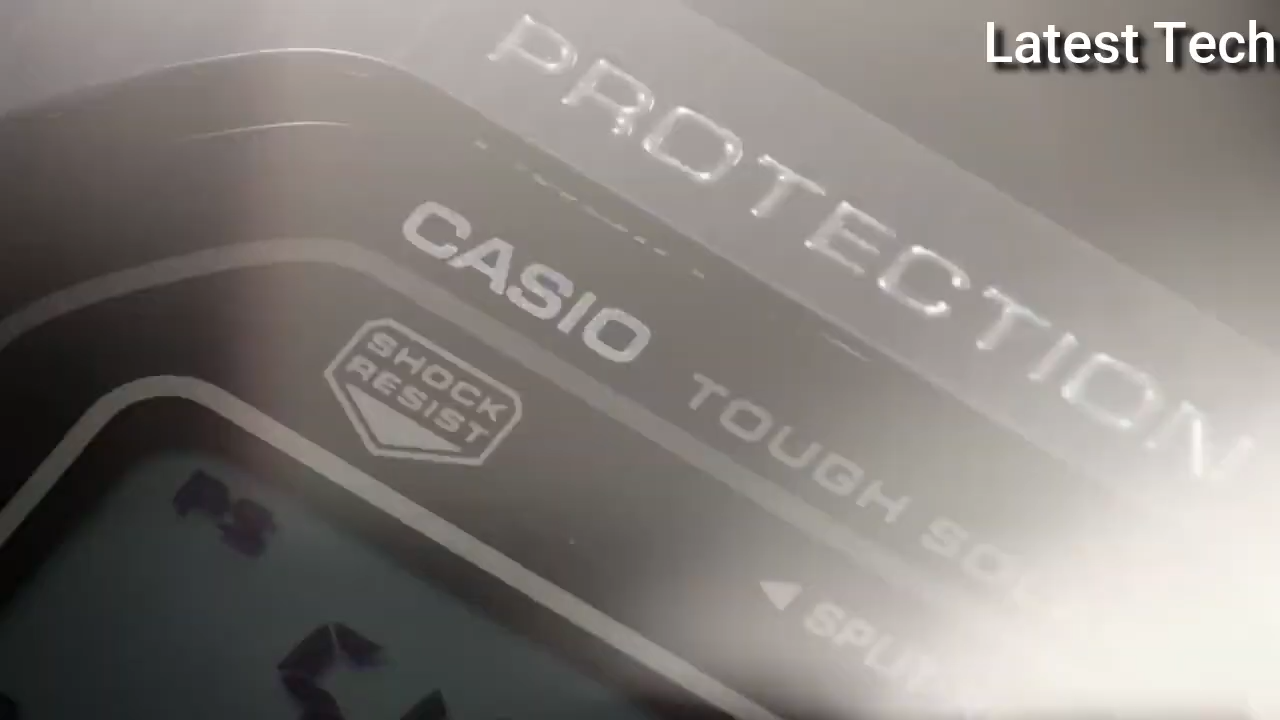 Latest Tech
PROTECTION
CASIO
TOUGH
SHOCK
RESIST